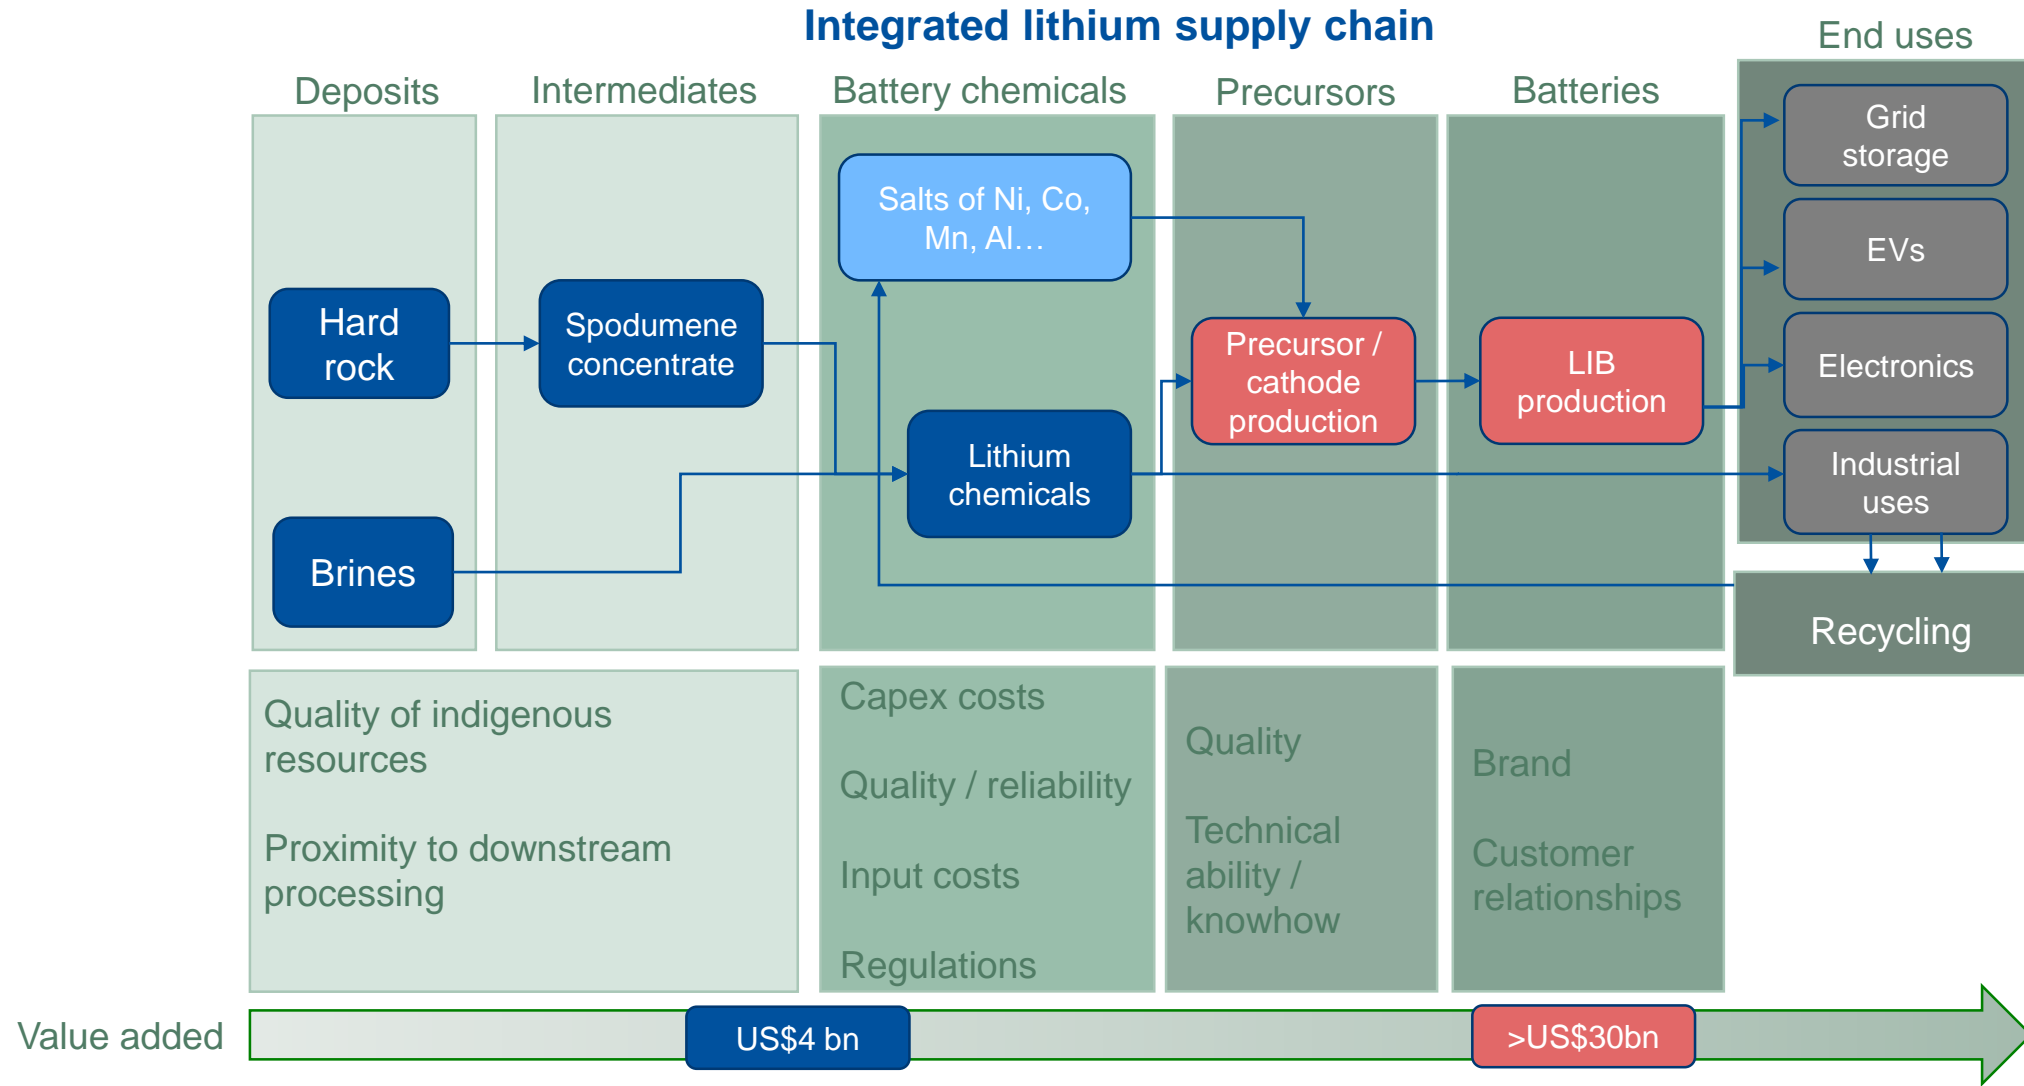 Integrated lithium supply chain
End uses
Deposits
Intermediates
Battery chemicals
Precursors
Batteries
Grid
storage
Salts of Ni, Co,
Mn, Al…
EVs
Hard
rock
Spodumene
concentrate
Precursor /
cathode
production
LIB
production
Electronics
Lithium
chemicals
Industrial
uses
Brines
Recycling
Quality of indigenous
resources
Proximity to downstream
processing
Capex costs
Quality / reliability
Input costs
Regulations
Quality
Technical
ability /
knowhow
Brand
Customer
relationships
Value added
US$4 bn
>US$30bn